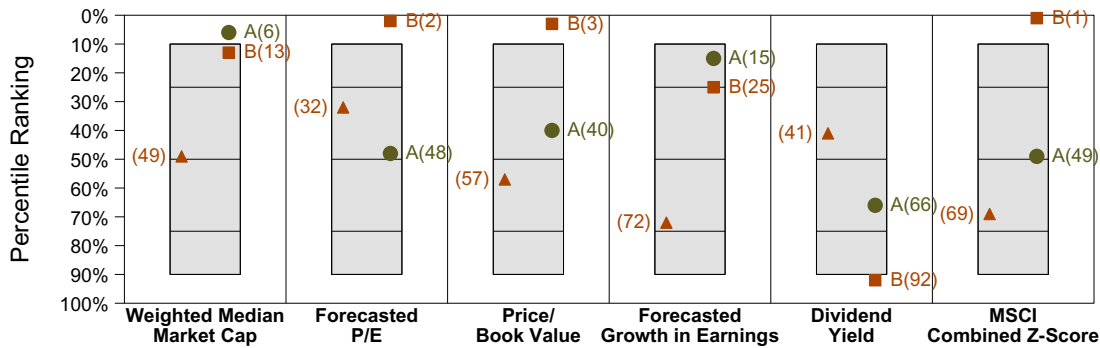 Percentile Ranking
0%
10%
20%
30%
40%
50%
60%
70%
80%
90%
100%
(49)
A(6)
B(13)
(32)
B(2)
A(48)
(57)
B(3)
A(40)
(72)
A(15)
B(25)
(41)
A(66)
B(92)
(69)
B(1)
A(49)
Weighted Median
Market Cap
Forecasted
P/E
Price/
Book Value
Forecasted
Growth in Earnings
Dividend
Yield
MSCI
Combined Z-Score